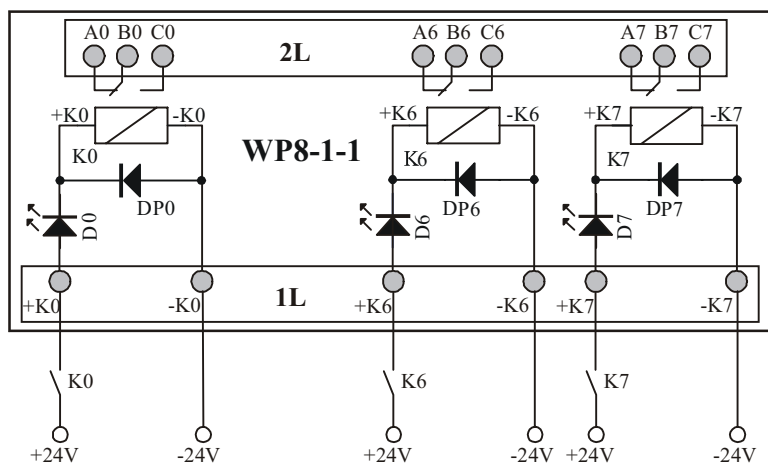 A0 B0 C0 A6 B6 C6 A7 B7 C7
2L
+K0 -K0 +K6 -K6 +K7 -K7
K0 WP8-1-1 K6 K7
DP0 DP6 DP7
D0 D6 D7
+K0 -K0 1L +K6 -K6 +K7 -K7
K0 K6 K7
+24V -24V +24V -24V +24V -24V